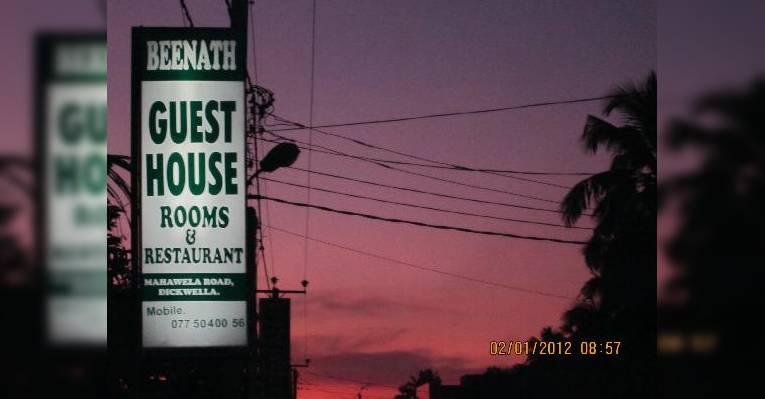 BEENATH
GUEST
HOUSE
ROOMS
&
RESTAURANT
MAHAWELA ROAD,
DICKWELLA.
Mobile.
077 50400 56
02/01/2012 08:57